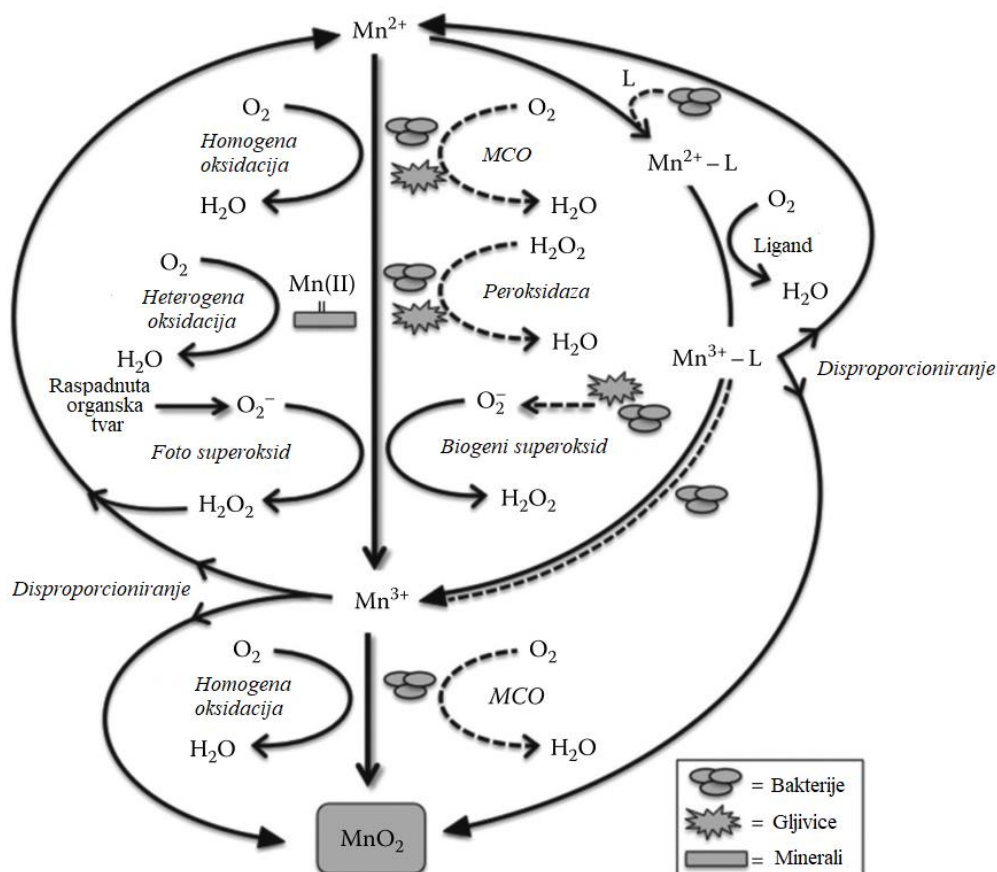 Mn²⁺
O₂
Homogena
oksidacija
H₂O
O₂
MCO
H₂O
L
Mn²⁺ – L
O₂
Ligand
H₂O
O₂
Heterogena
oksidacija
H₂O
Mn(II)
H₂O₂
Peroksidaza
H₂O
Mn³⁺ – L
Disproporcioniranje
Raspadnuta
organska
tvar
O₂⁻
Foto superoksid
H₂O₂
O₂⁻
Biogeni superoksid
H₂O₂
Disproporcioniranje
Mn³⁺
O₂
Homogena
oksidacija
H₂O
O₂
MCO
H₂O
MnO₂
= Bakterije
= Gljivice
= Minerali